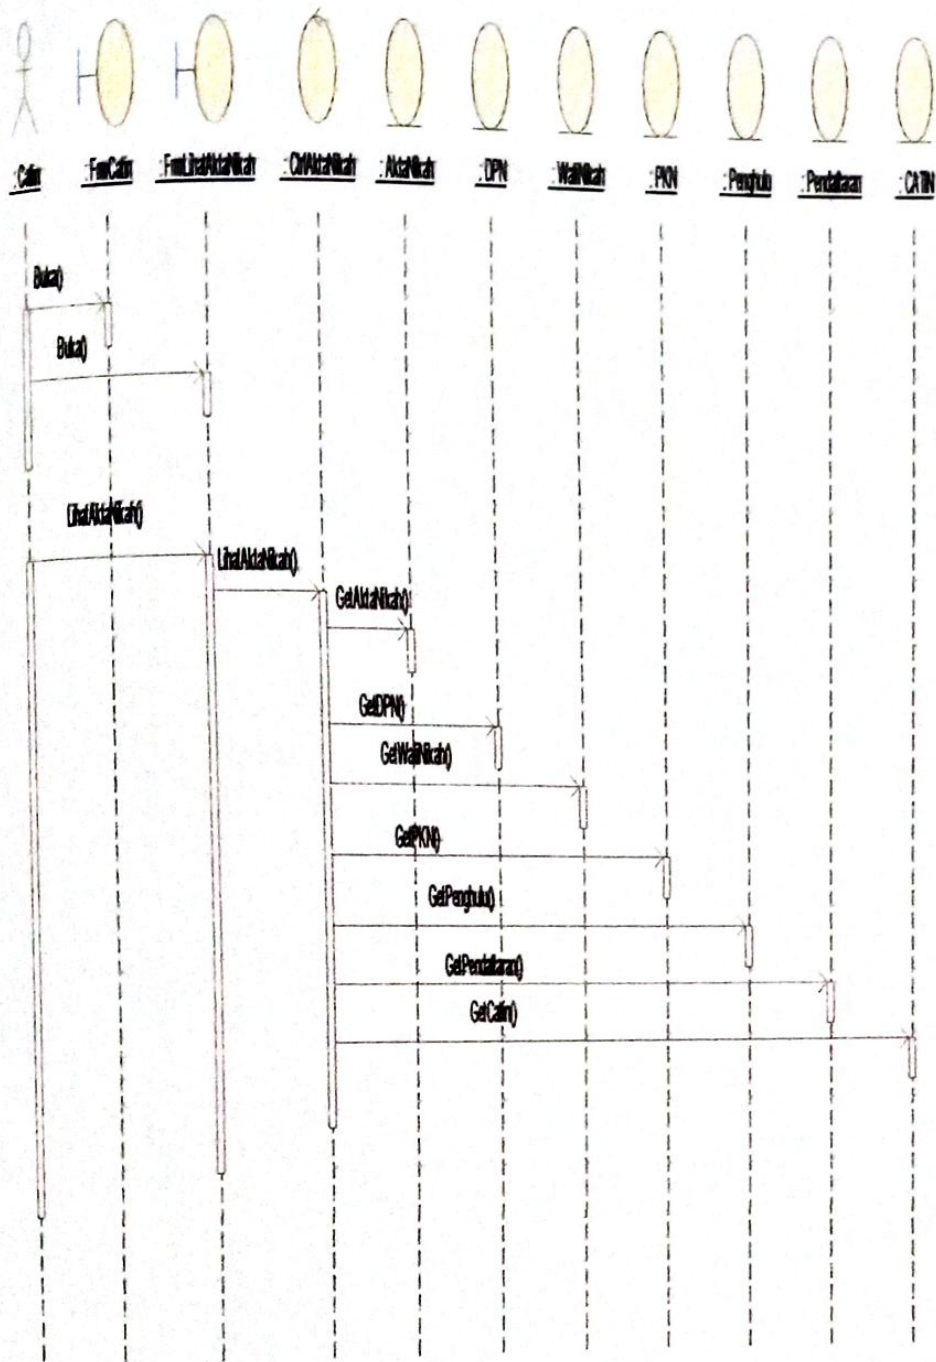 : Catin
: FrmCatin
: FrmLihatAktaNikah
: CtrlAktaNikah
: AktaNikah
: DPN
: WaliNikah
: PKN
: Penghulu
: Pendaftaran
: CATIN
Buka()
Buka()
LihatAktaNikah()
LihatAktaNikah()
GetAktaNikah()
GetDPN()
GetWaliNikah()
GetPKN()
GetPenghulu()
GetPendaftaran()
GetCatin()